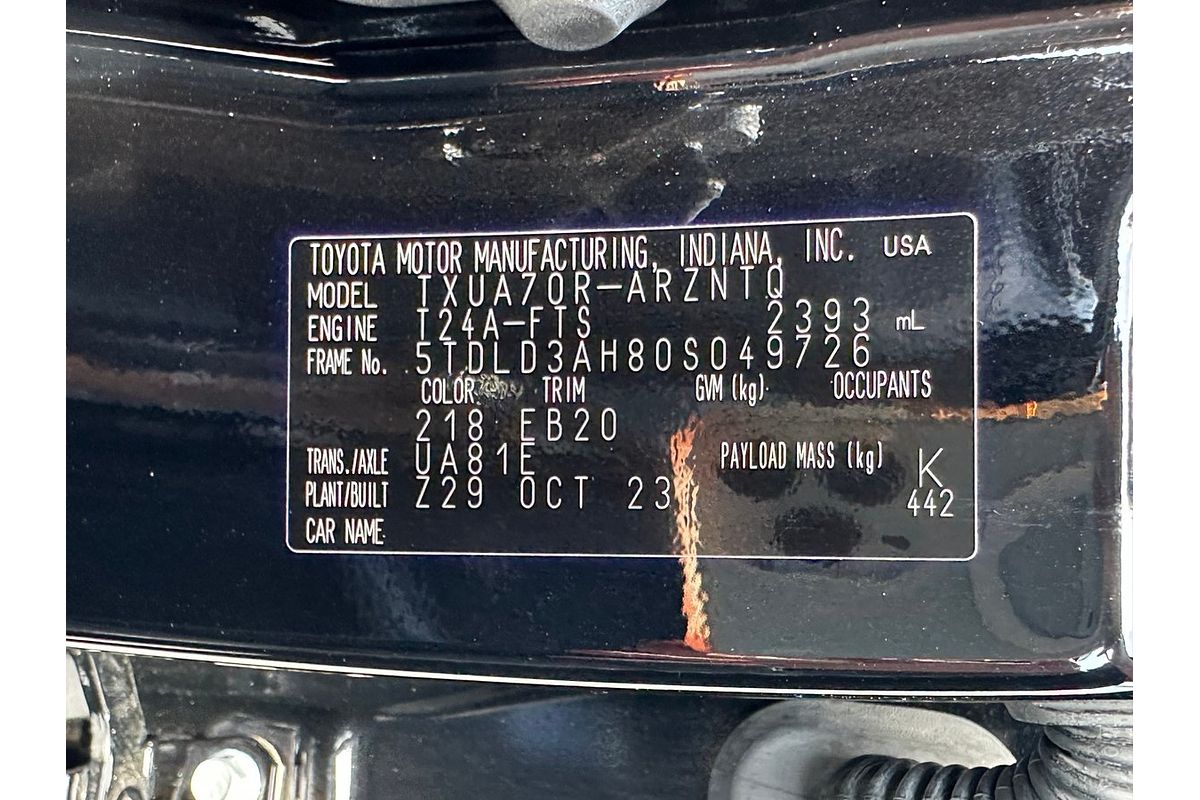 TOYOTA MOTOR MANUFACTURING, INDIANA, INC. USA
MODEL TXUA70R-ARZNTQ
ENGINE T24A-FTS 2393 mL
FRAME No. 5TDLD3AH80S049726
COLOR TRIM GVM (kg) OCCUPANTS
218 EB20
TRANS./AXLE UA81E PAYLOAD MASS (kg) K
PLANT/BUILT Z29 OCT 23 442
CAR NAME